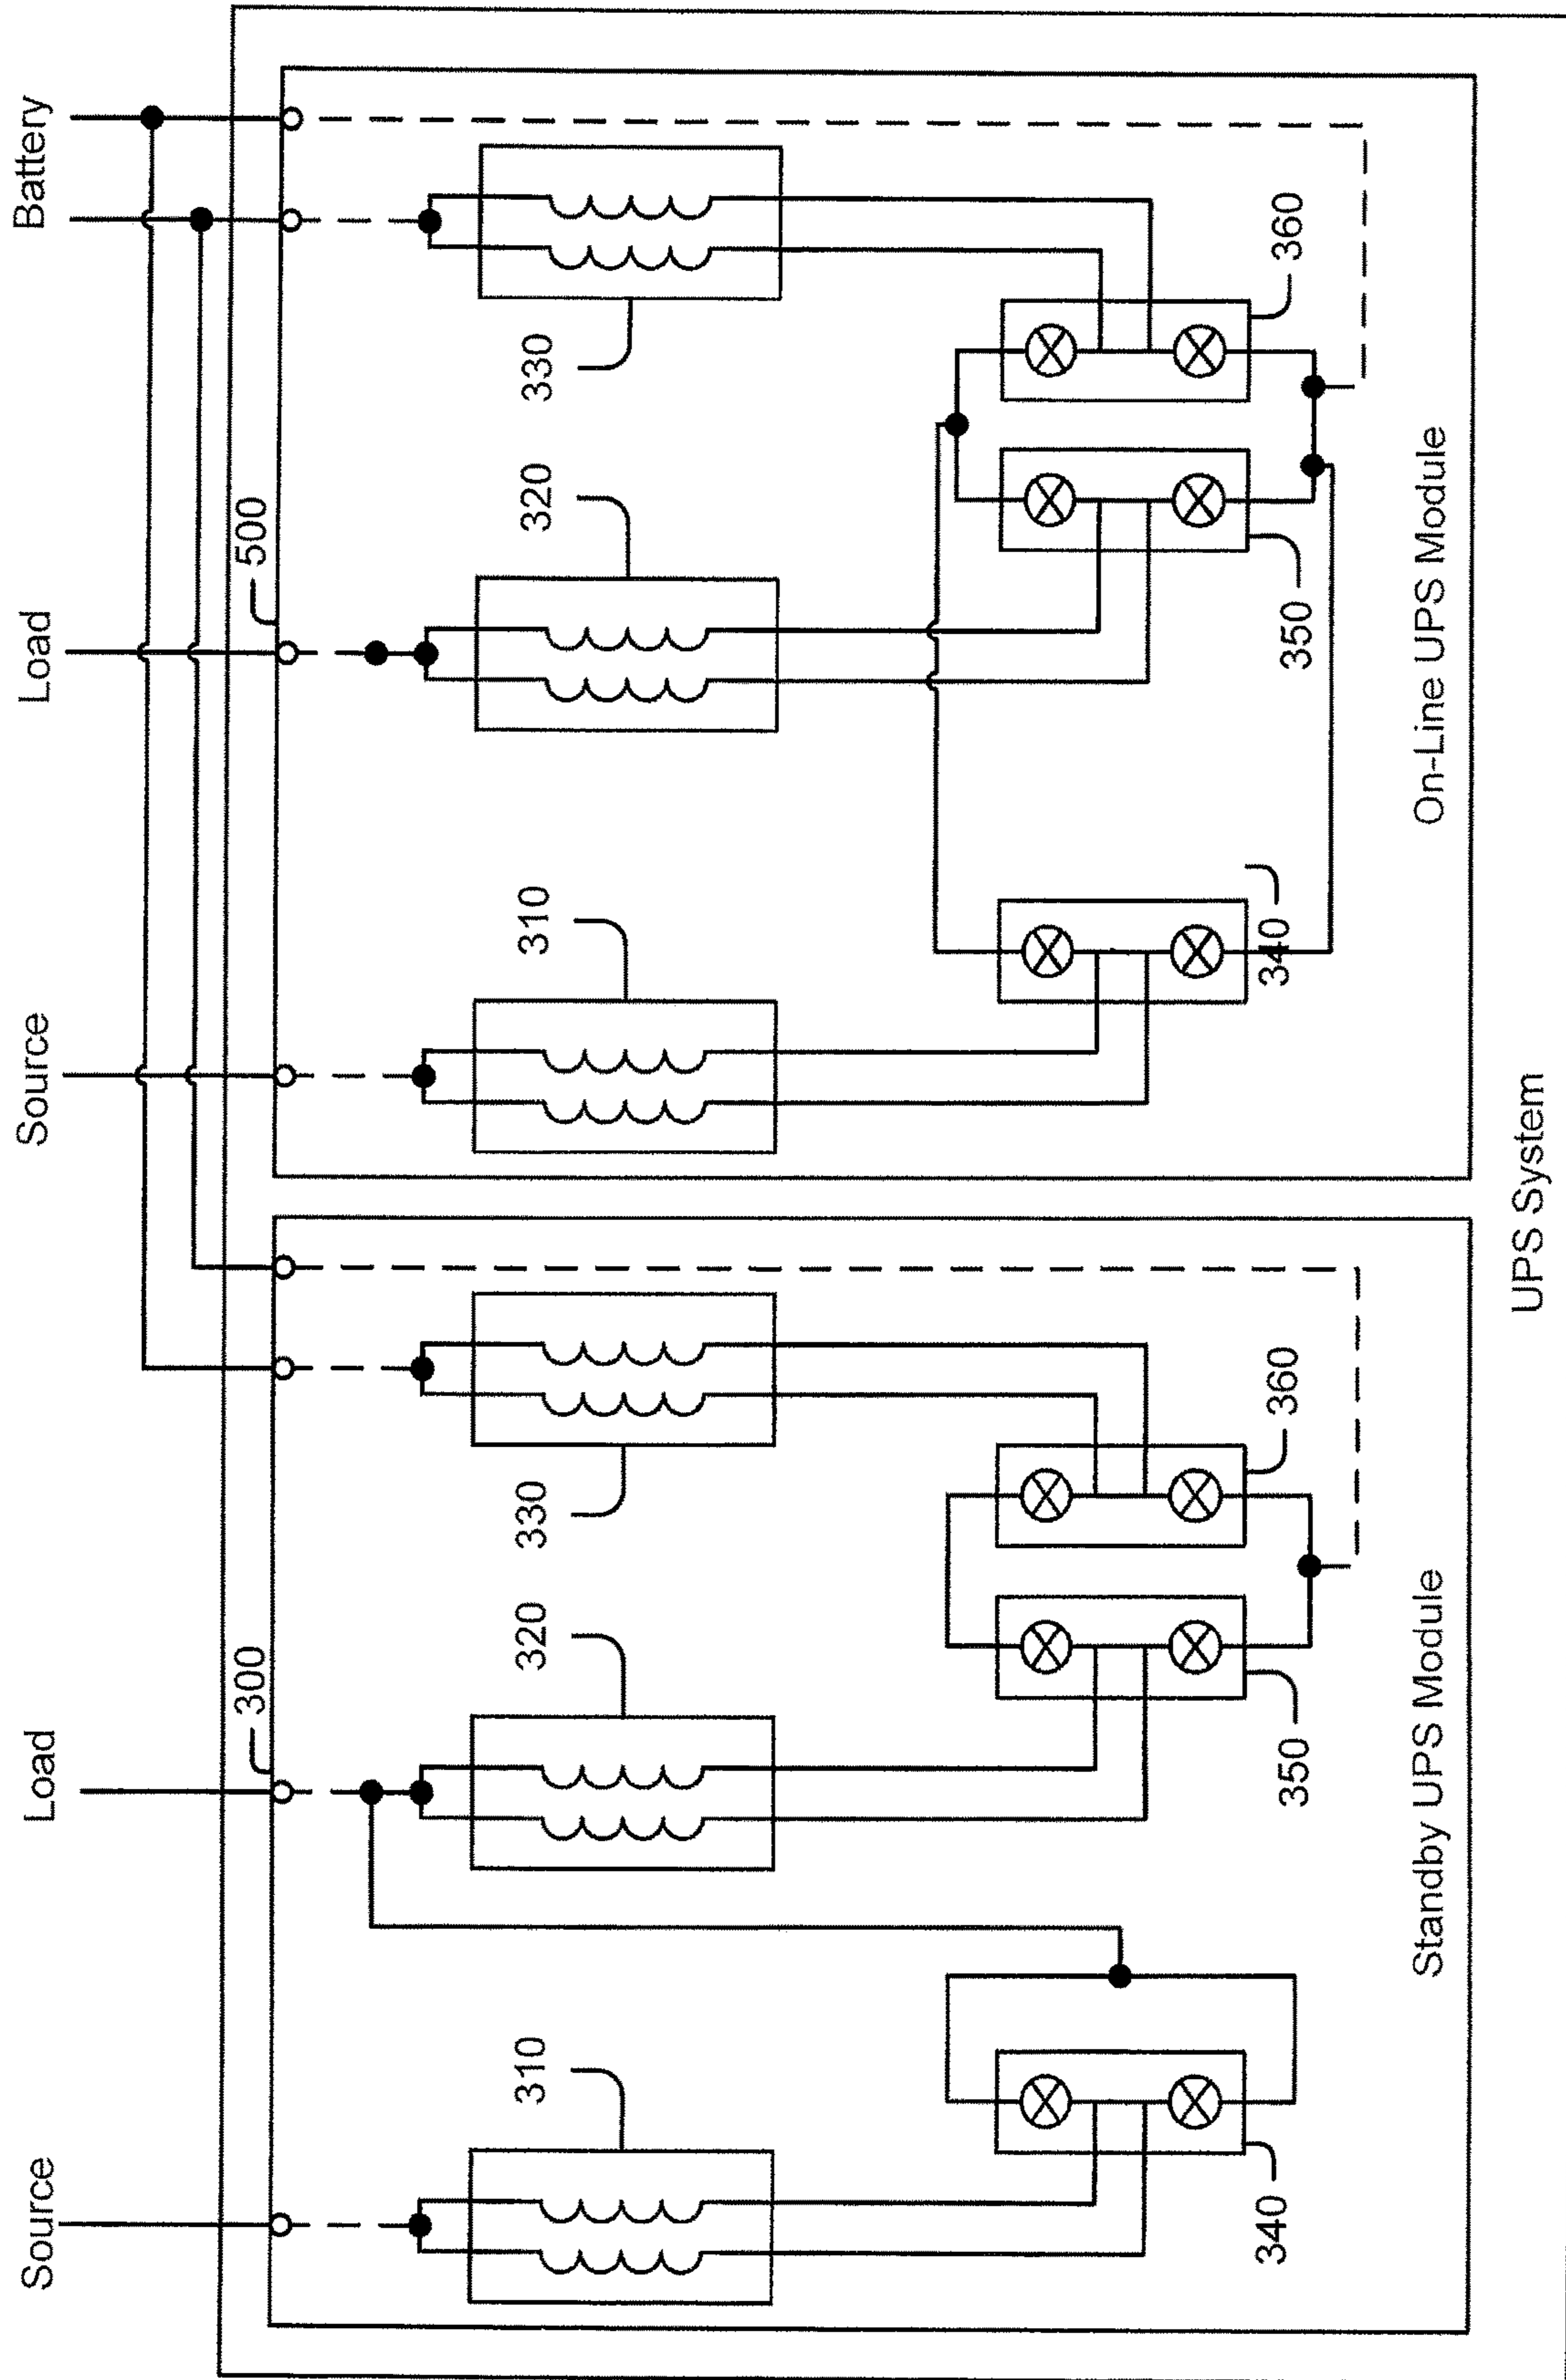 Source
Load
Source
Load
Battery
300
500
310
320
330
310
320
330
340
350
360
340
350
360
Standby UPS Module
On-Line UPS Module
UPS System